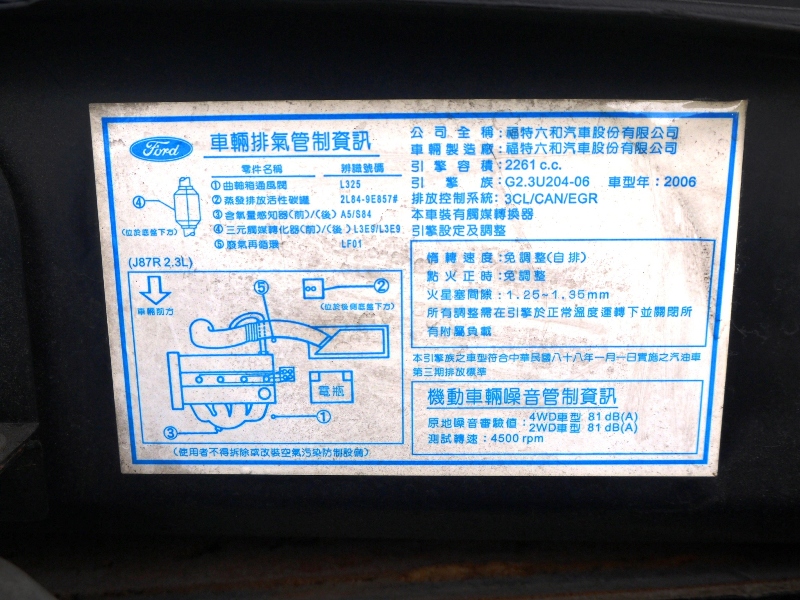 Ford
車輛排氣管制資訊
零件名稱 辨識號碼
①曲軸箱通風閥 L325
②蒸發排放活性碳罐 2L84-9E857#
③含氧量感知器(前)/(後) A5/S84
④三元觸媒轉化器(前)/(後) L3E9/L3E9
⑤廢氣再循環 LF01
④
(位於底盤下方)
(J87R 2.3L)
車輛前方
⑤
②
(位於後側底盤下方)
電瓶
①
③
(使用者不得拆除或改裝空氣污染防制設備)
公司全稱:福特六和汽車股份有限公司
車輛製造廠:福特六和汽車股份有限公司
引擎容積:2261 c.c.
引擎族:G2.3U204-06 車型年:2006
排放控制系統:3CL/CAN/EGR
本車裝有觸媒轉換器
引擎設定及調整
惰轉速度:免調整(自排)
點火正時:免調整
火星塞間隙:1.25~1.35mm
所有調整需在引擎於正常溫度運轉下並關閉所
有附屬負載
本引擎族之車型符合中華民國八十八年一月一日實施之汽油車
第三期排放標準
機動車輛噪音管制資訊
原地噪音審驗值:4WD車型 81 dB(A)
2WD車型 81 dB(A)
測試轉速:4500 rpm